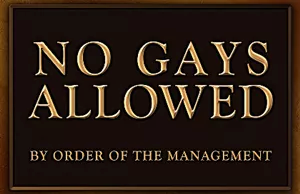 NO GAYS
ALLOWED
BY ORDER OF THE MANAGEMENT